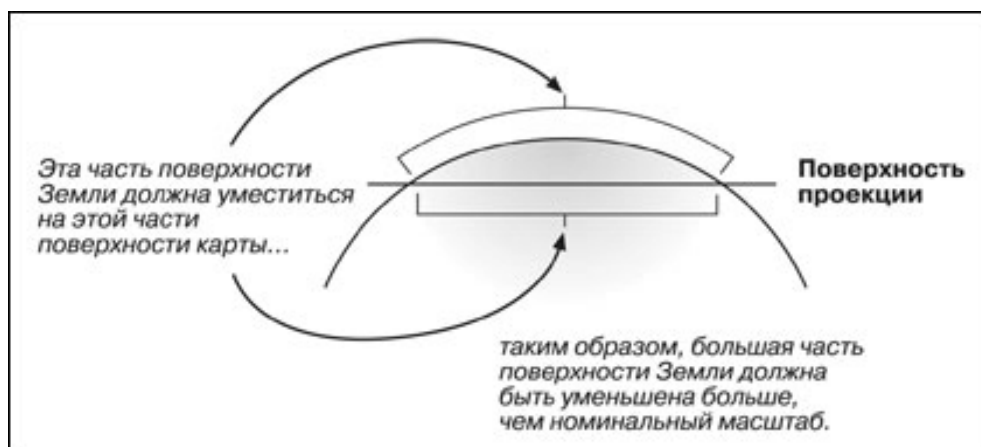 Эта часть поверхности
Земли должна уместиться
на этой части
поверхности карты...
Поверхность
проекции
таким образом, большая часть
поверхности Земли должна
быть уменьшена больше,
чем номинальный масштаб.